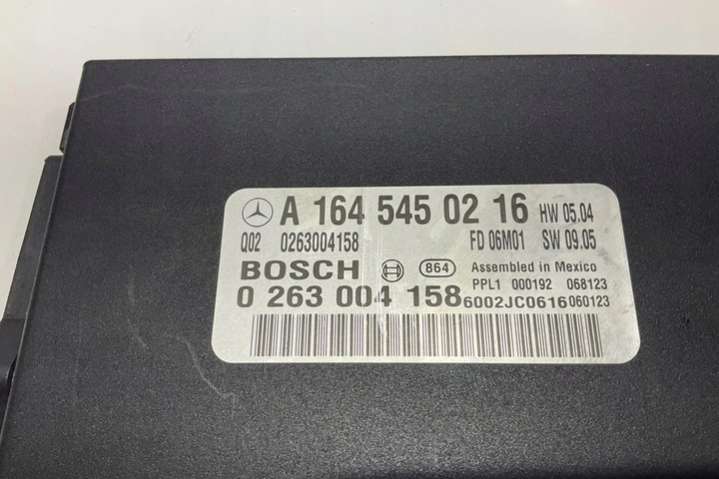 A 164 545 02 16 HW 05.04
Q02 0263004158 FD 06M01 SW 09.05
BOSCH 864 Assembled in Mexico
PPL1 000192 068123
0 263 004 158 6002JC0616 060123